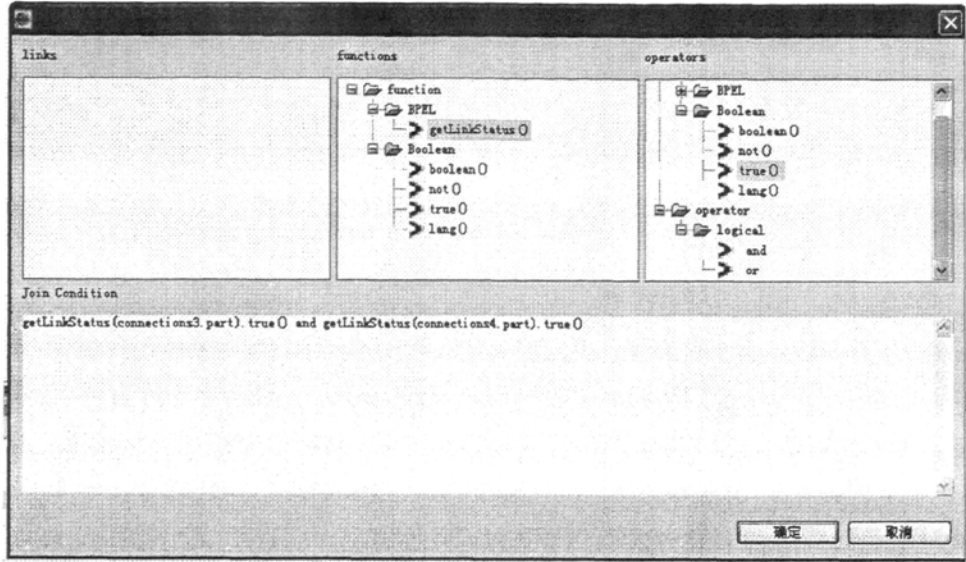 links
functions
operators
function
BPEL
getLinkStatus()
Boolean
boolean()
not()
true()
lang()
BPEL
Boolean
boolean()
not()
true()
lang()
operator
logical
and
or
Join Condition
getLinkStatus(connections3.part).true() and getLinkStatus(connections4.part).true()
确定
取消